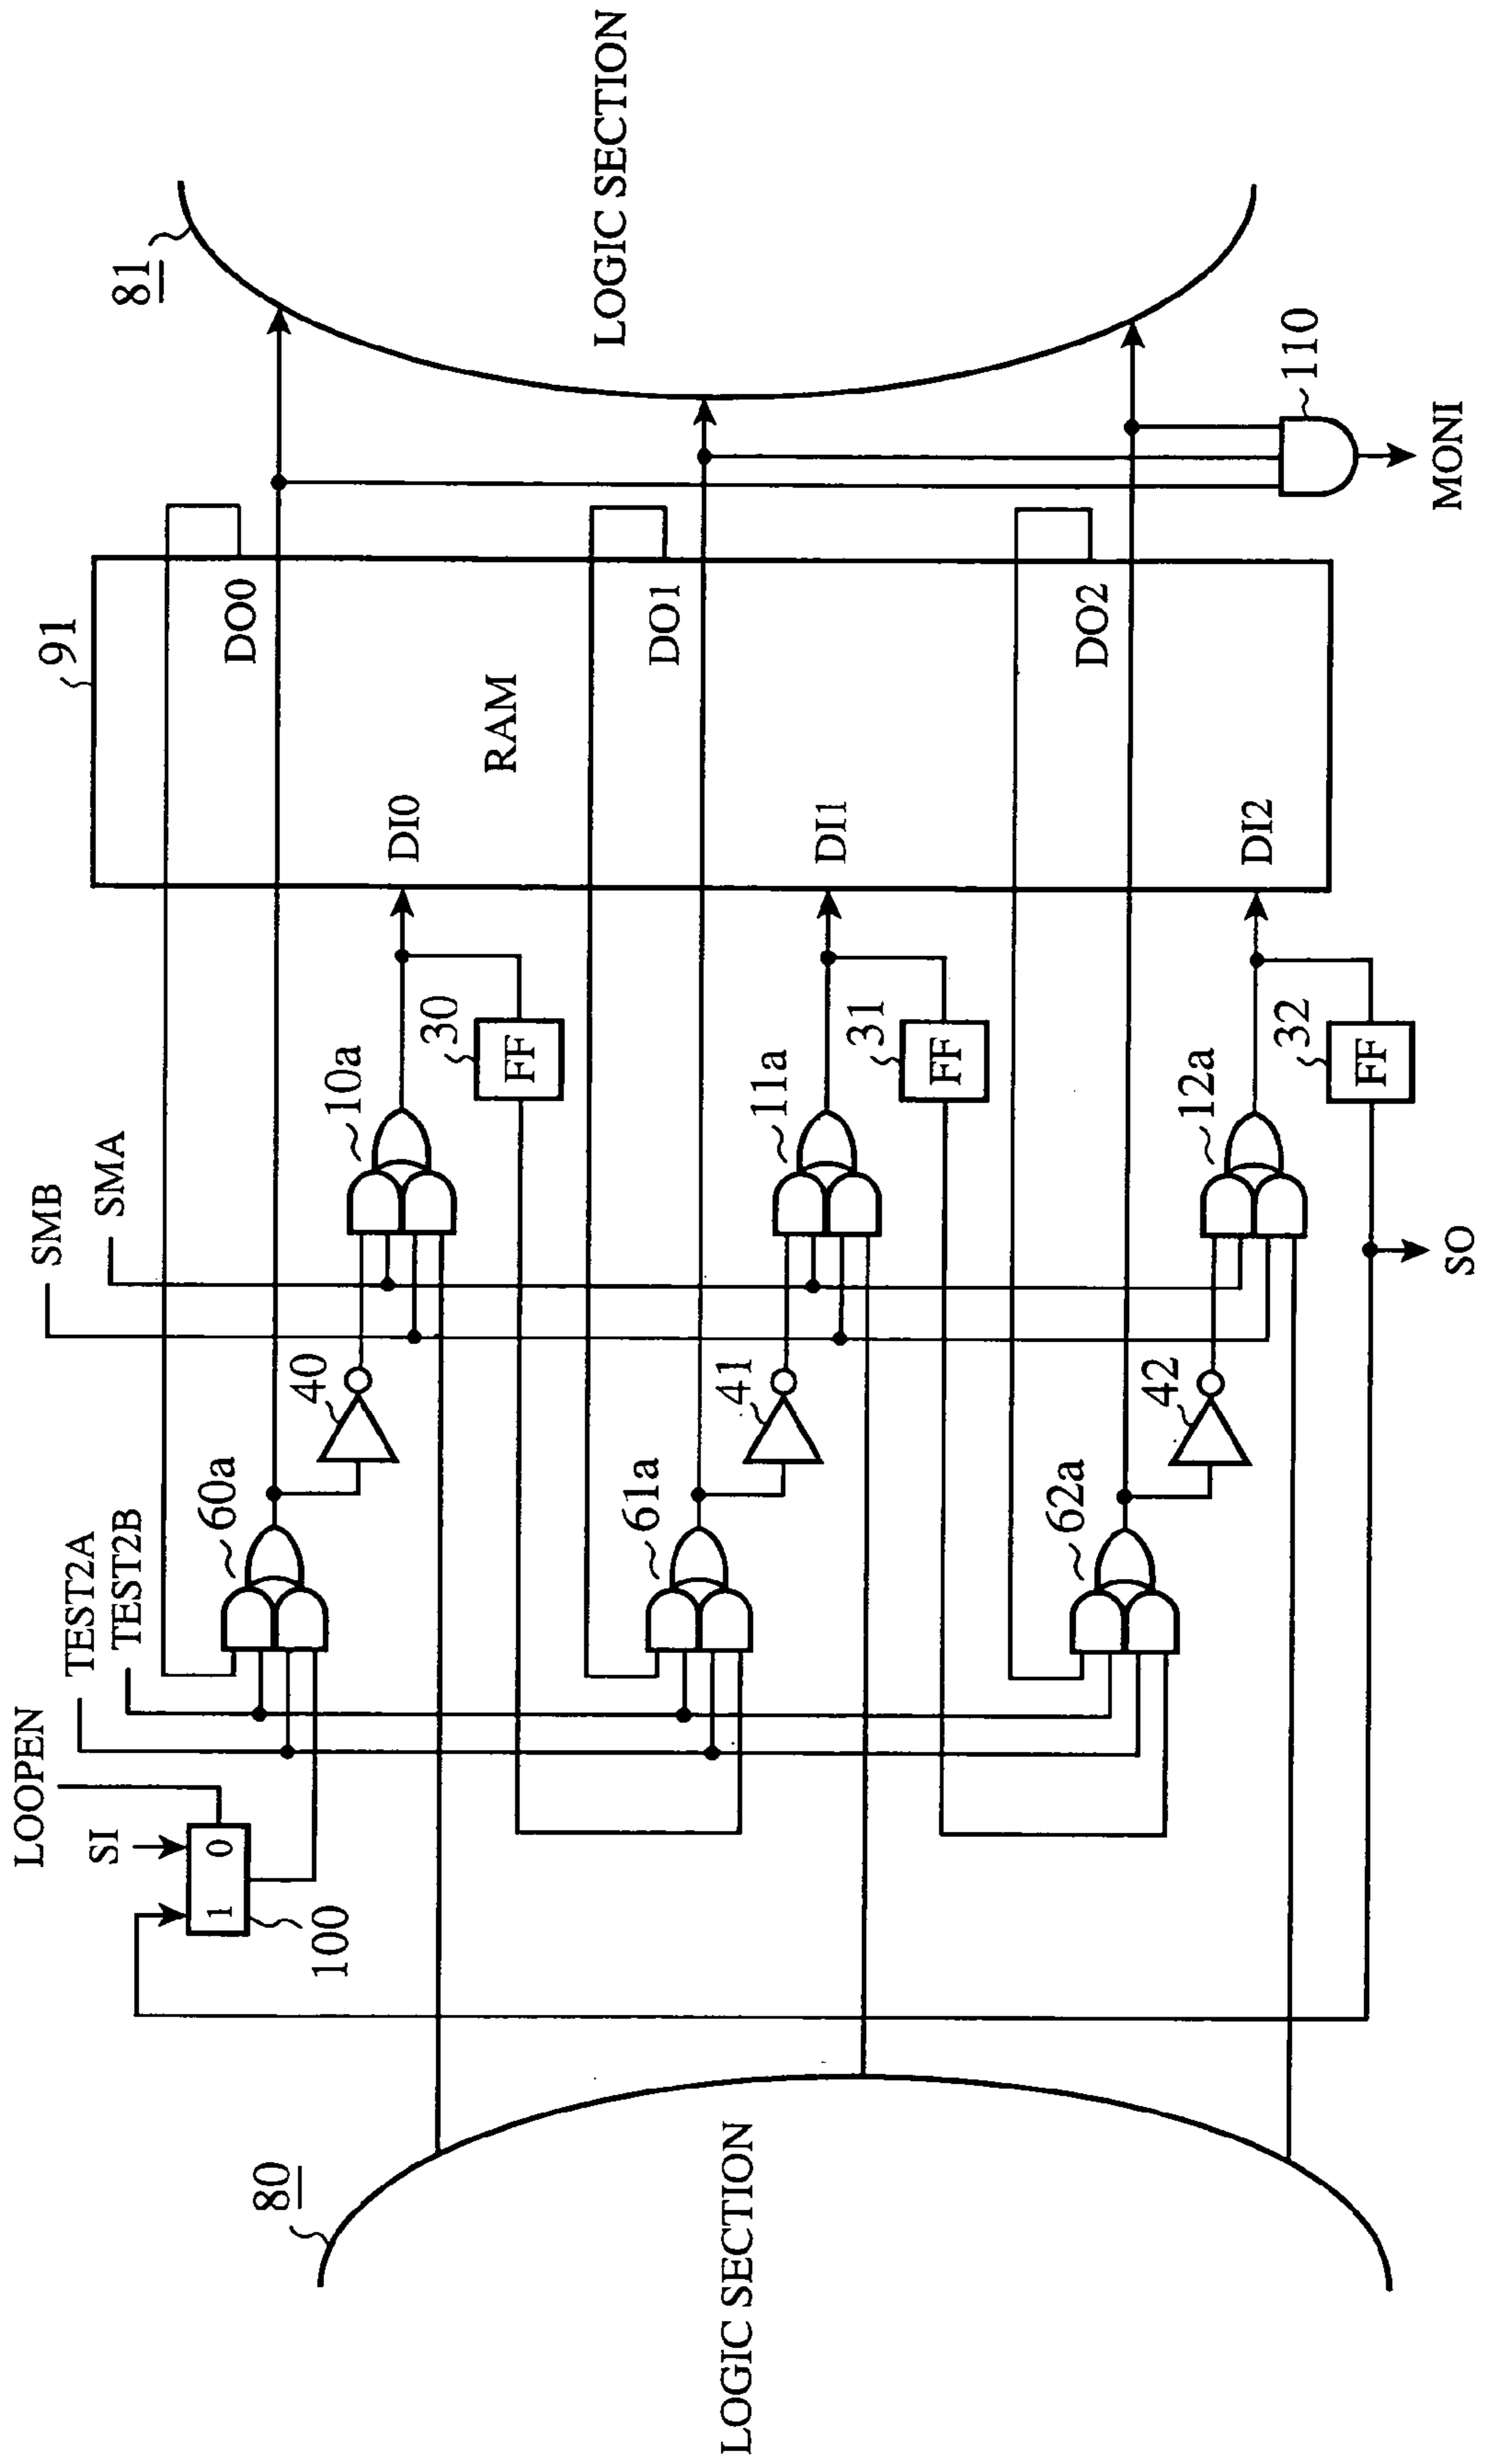 LOGIC SECTION
80
LOOPEN
SI
1 0
100
TEST2A
TEST2B
60a
61a
62a
40
41
42
SMB
SMA
10a
11a
12a
30
FF
31
FF
32
FF
SO
91
RAM
DI0
DI1
DI2
DO0
DO1
DO2
81
LOGIC SECTION
110
MONI